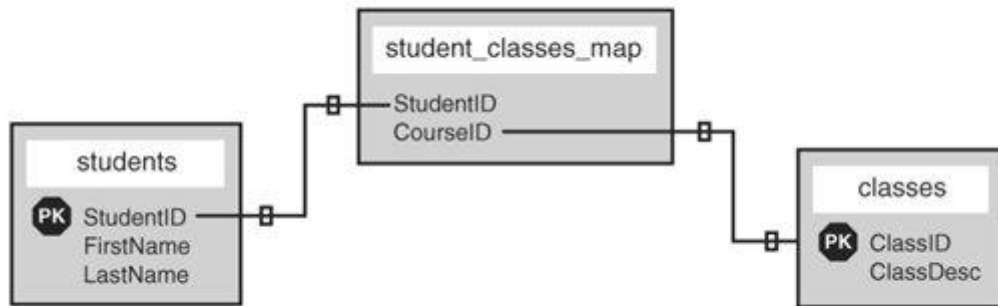 student_classes_map
StudentID
CourseID
students
PK StudentID
FirstName
LastName
classes
PK ClassID
ClassDesc